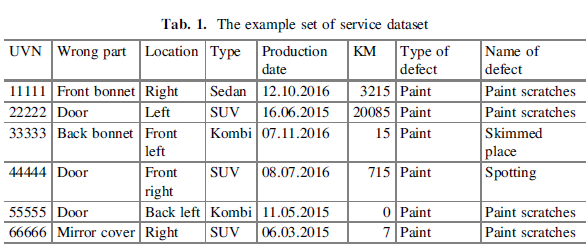 Tab. 1. The example set of service dataset
UVN Wrong part Location Type Production date KM Type of defect Name of defect
11111 Front bonnet Right Sedan 12.10.2016 3215 Paint Paint scratches
22222 Door Left SUV 16.06.2015 20085 Paint Paint scratches
33333 Back bonnet Front left Kombi 07.11.2016 15 Paint Skimmed place
44444 Door Front right SUV 08.07.2016 715 Paint Spotting
55555 Door Back left Kombi 11.05.2015 0 Paint Paint scratches
66666 Mirror cover Right SUV 06.03.2015 7 Paint Paint scratches